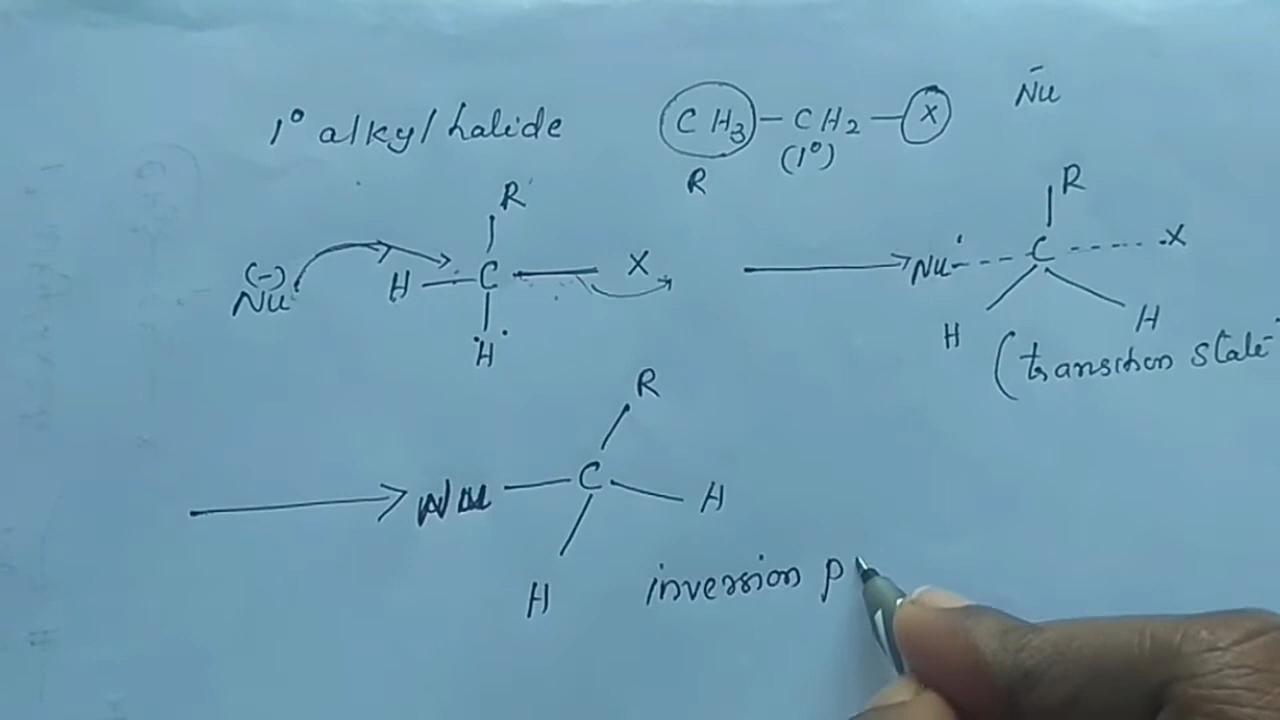 1° alkyl halide CH3 — CH2 — X N̄u
(1°)
R
R R
(-)
Nu H — C — X → Nu --- C ---- X
H H H
(transition state
R
→ Nu — C — H
H inversion p